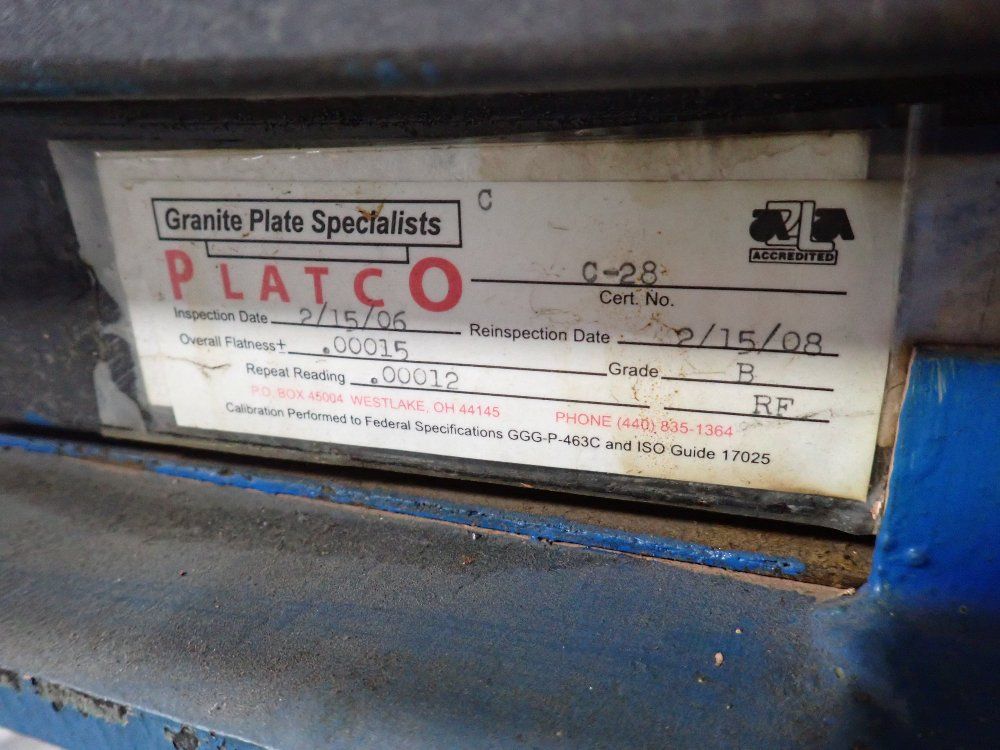 C
Granite Plate Specialists
PLATCO
A2LA
ACCREDITED
C-28
Cert. No.
Inspection Date 2/15/06 Reinspection Date 2/15/08
Overall Flatness± .00015 Grade B
Repeat Reading .00012 RF
P.O. BOX 45004 WESTLAKE, OH 44145 PHONE (440) 835-1364
Calibration Performed to Federal Specifications GGG-P-463C and ISO Guide 17025